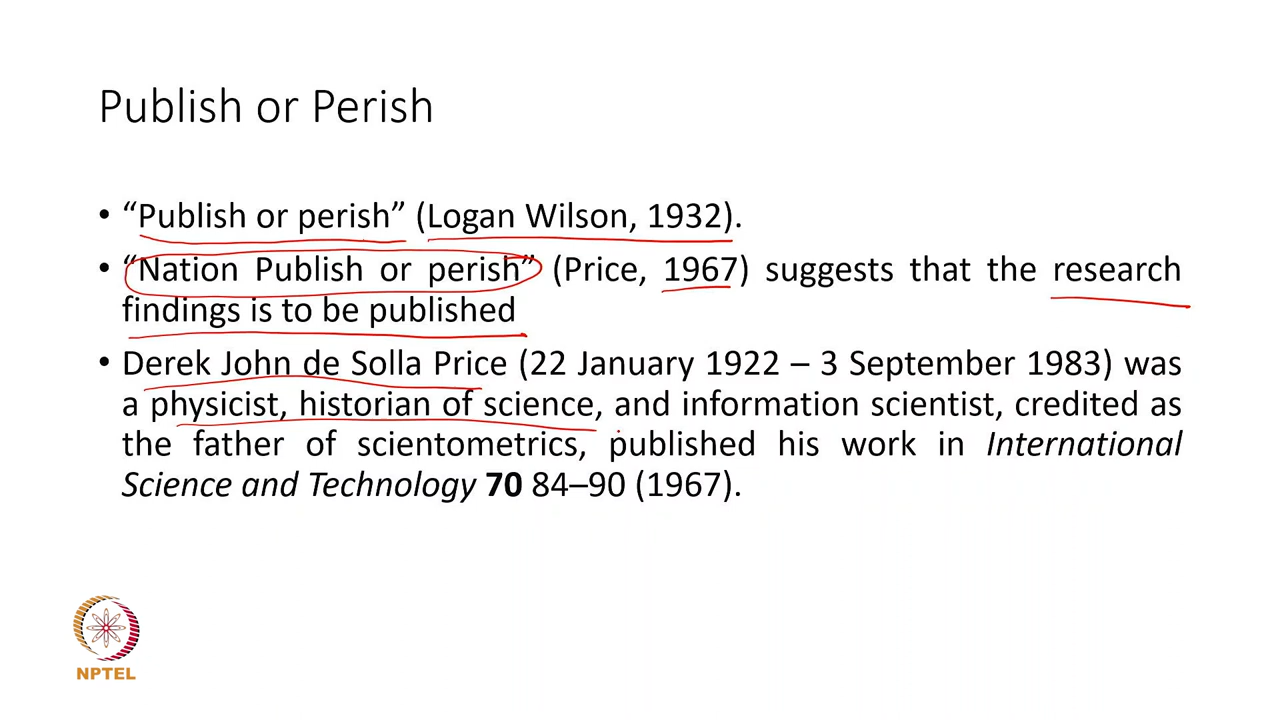 Publish or Perish
• “Publish or perish” (Logan Wilson, 1932).
• “Nation Publish or perish” (Price, 1967) suggests that the research
findings is to be published
• Derek John de Solla Price (22 January 1922 – 3 September 1983) was
a physicist, historian of science, and information scientist, credited as
the father of scientometrics, published his work in International
Science and Technology 70 84–90 (1967).
NPTEL